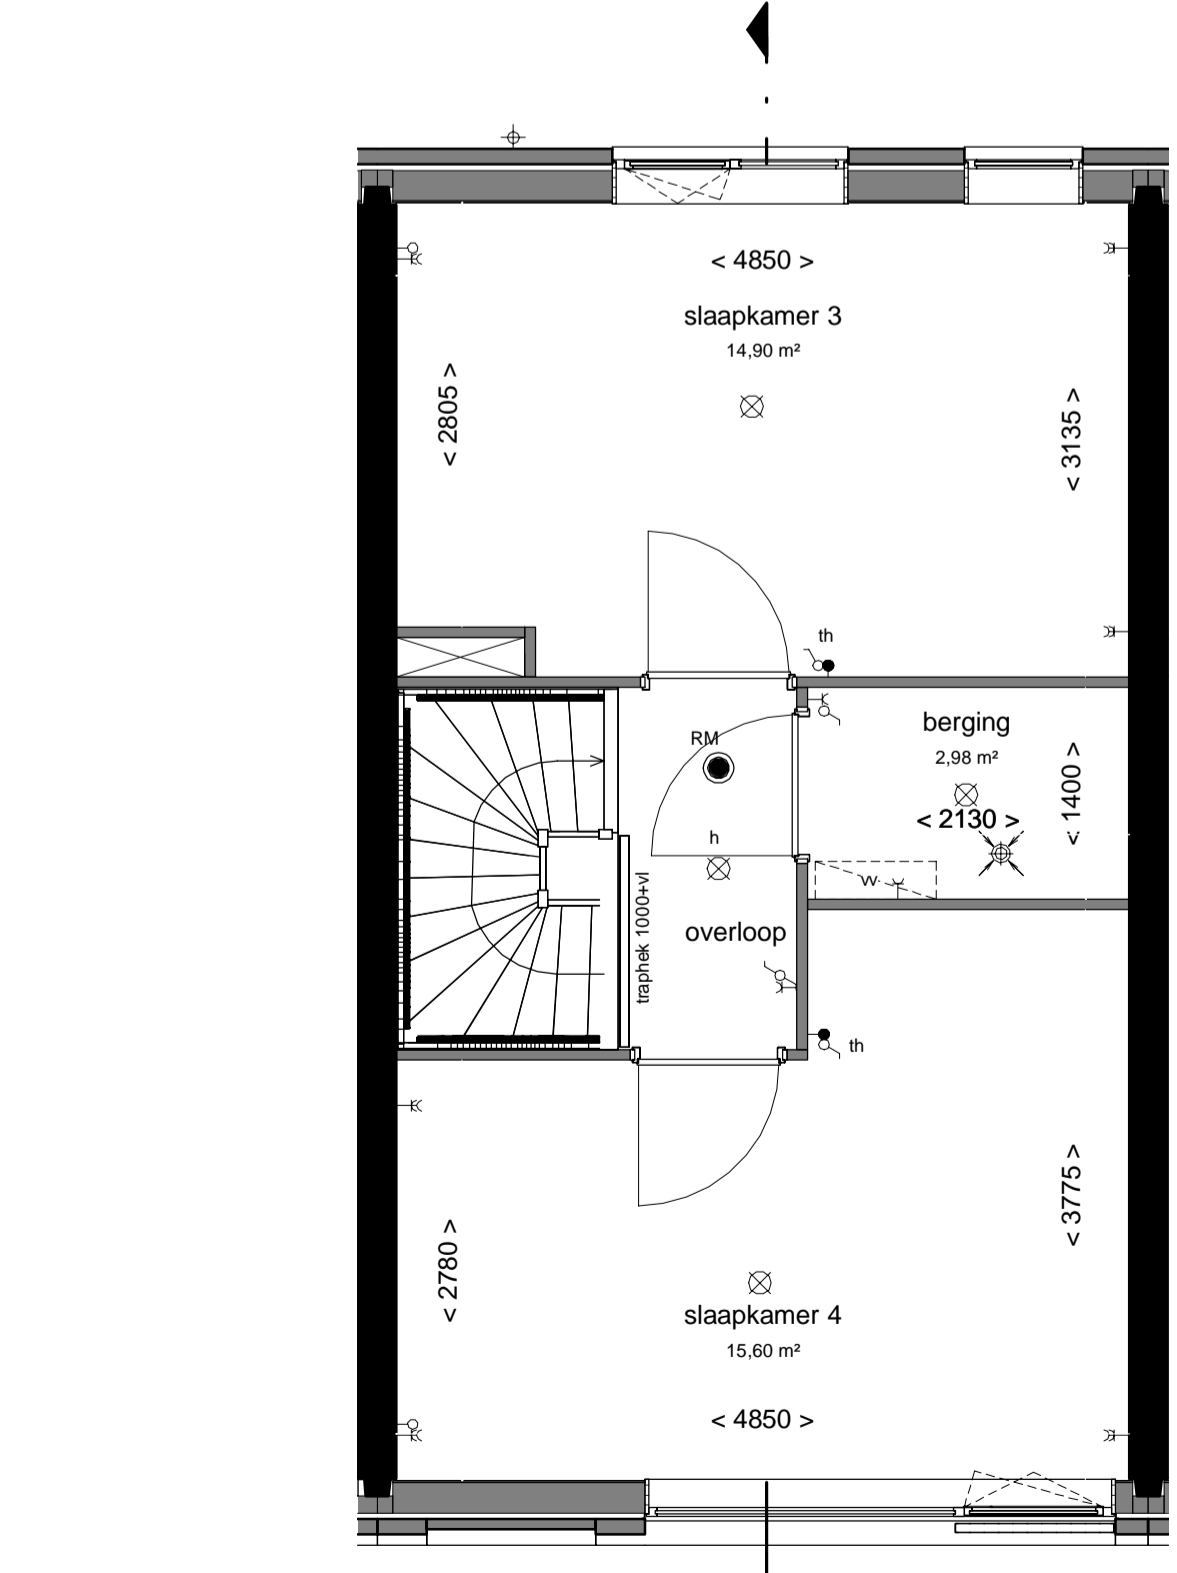 < 4850 >
slaapkamer 3
14,90 m²
< 2805 >
< 3135 >
th
RM
berging
2,98 m²
< 2130 >
< 1400 >
h
W
traphek 1000+vl
overloop
th
< 3775 >
< 2780 >
slaapkamer 4
15,60 m²
< 4850 >